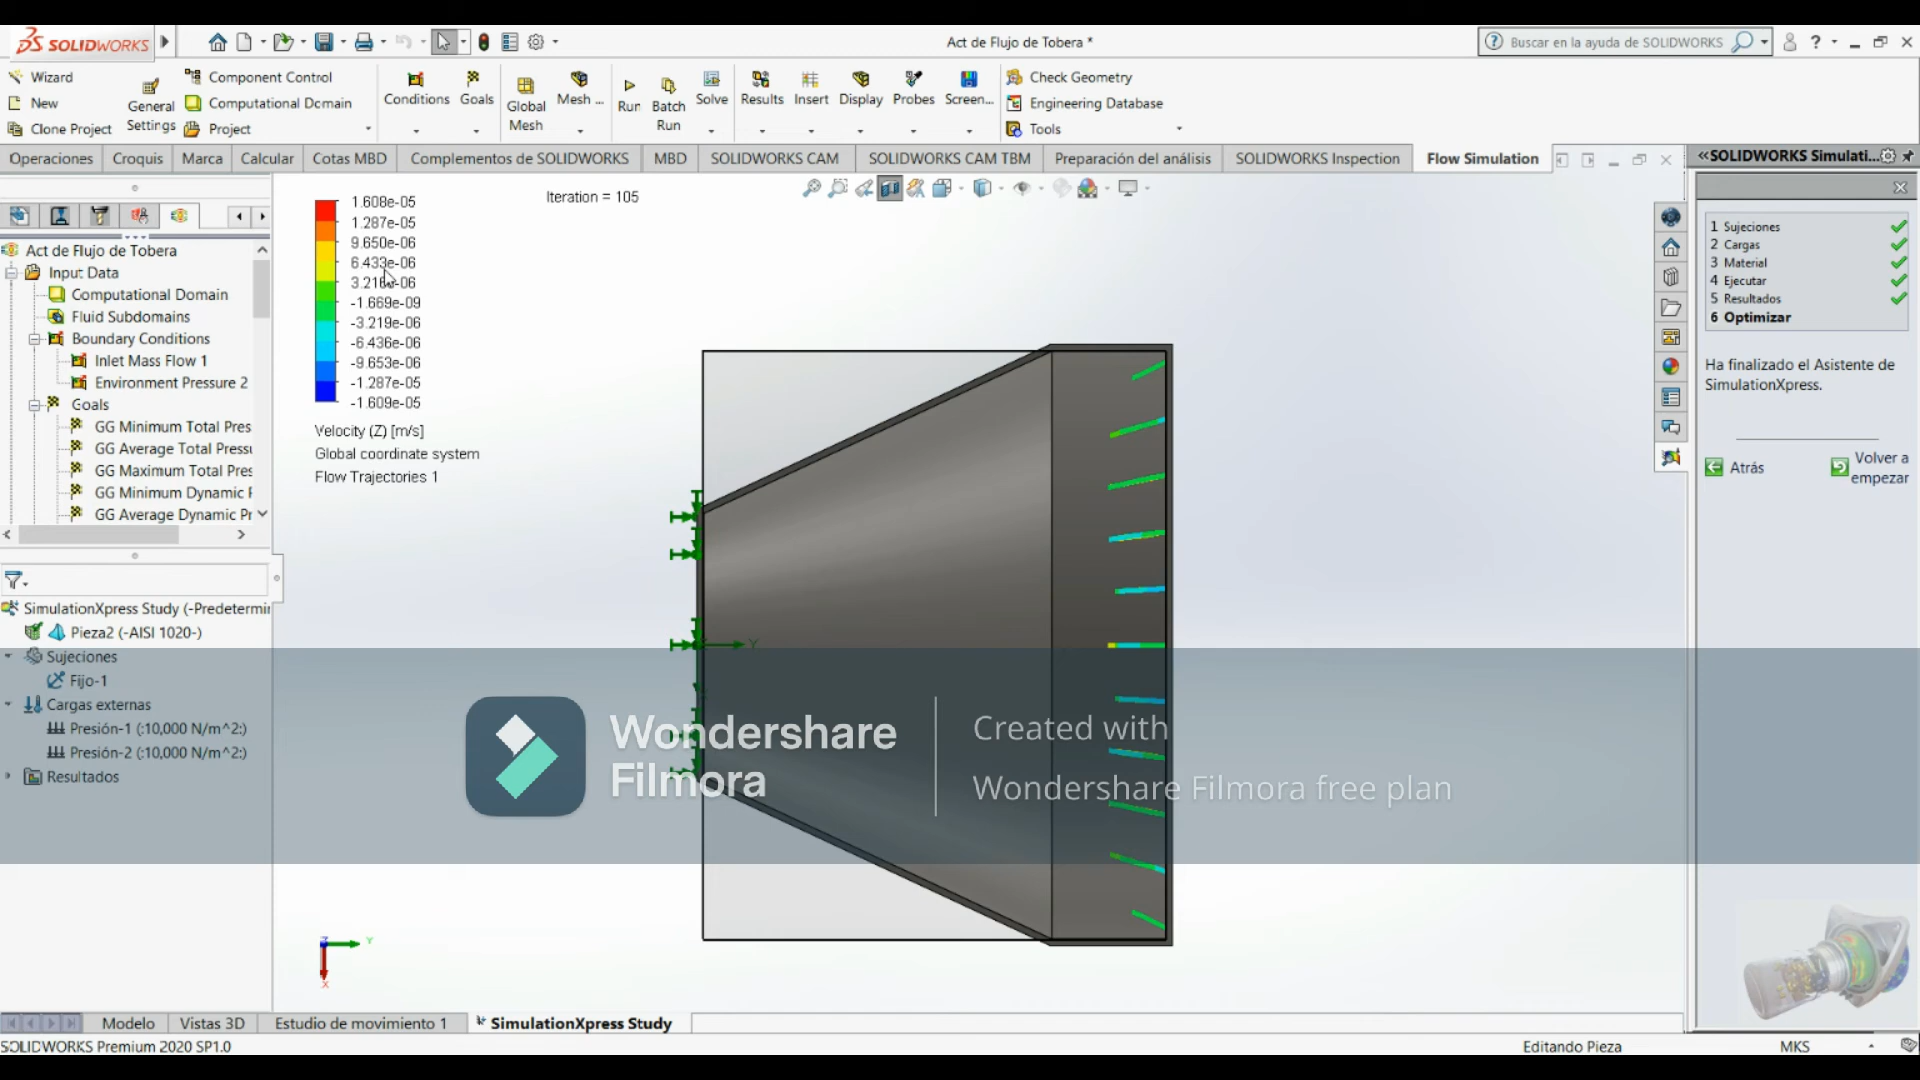 SOLIDWORKS
Act de Flujo de Tobera *
Buscar en la ayuda de SOLIDWORKS
Wizard
New
Clone Project
General Settings
Component Control
Computational Domain
Project
Conditions
Goals
Global Mesh
Mesh ...
Run
Batch Run
Solve
Results
Insert
Display
Probes
Screen...
Check Geometry
Engineering Database
Tools
Operaciones
Croquis
Marca
Calcular
Cotas MBD
Complementos de SOLIDWORKS
MBD
SOLIDWORKS CAM
SOLIDWORKS CAM TBM
Preparación del análisis
SOLIDWORKS Inspection
Flow Simulation
«SOLIDWORKS Simulati...
Act de Flujo de Tobera
Input Data
Computational Domain
Fluid Subdomains
Boundary Conditions
Inlet Mass Flow 1
Environment Pressure 2
Goals
GG Minimum Total Pres
GG Average Total Pressu
GG Maximum Total Pres
GG Minimum Dynamic F
GG Average Dynamic Pr
SimulationXpress Study (-Predetermin
Pieza2 (-AISI 1020-)
Sujeciones
Fijo-1
Cargas externas
Presión-1 (:10,000 N/m^2:)
Presión-2 (:10,000 N/m^2:)
Resultados
1.608e-05
1.287e-05
9.650e-06
6.433e-06
-1.669e-09
-3.219e-06
-6.436e-06
-9.653e-06
-1.287e-05
-1.609e-05
Velocity (Z) [m/s]
Global coordinate system
Flow Trajectories 1
Iteration = 105
Y
Y
Z
X
Wondershare
Filmora
Created with
Wondershare Filmora free plan
1 Sujeciones
2 Cargas
3 Material
4 Ejecutar
5 Resultados
6 Optimizar
Ha finalizado el Asistente de
SimulationXpress.
Atrás
Volver a
empezar
Modelo
Vistas 3D
Estudio de movimiento 1
SimulationXpress Study
SOLIDWORKS Premium 2020 SP1.0
Editando Pieza
MKS